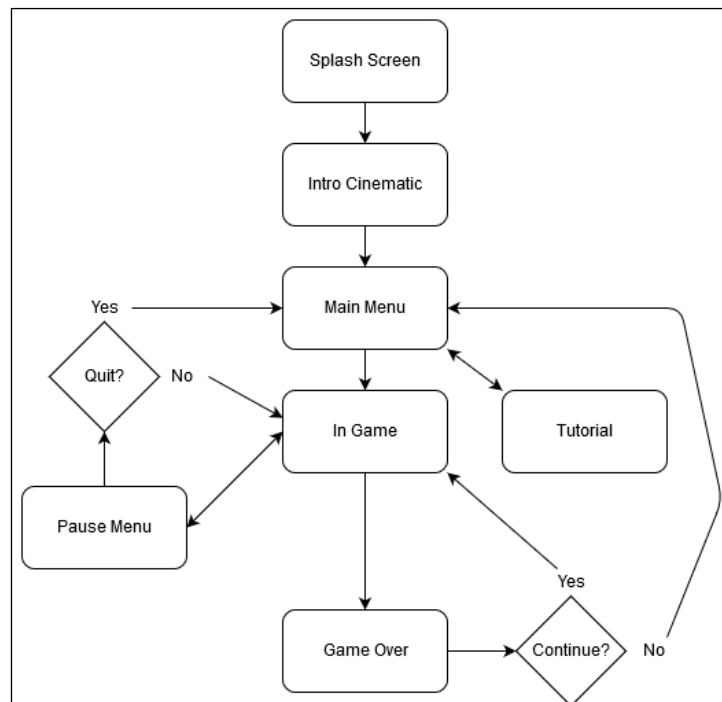 Splash Screen
Intro Cinematic
Yes
Main Menu
Quit?
No
In Game
Tutorial
Pause Menu
Yes
Game Over
Continue?
No